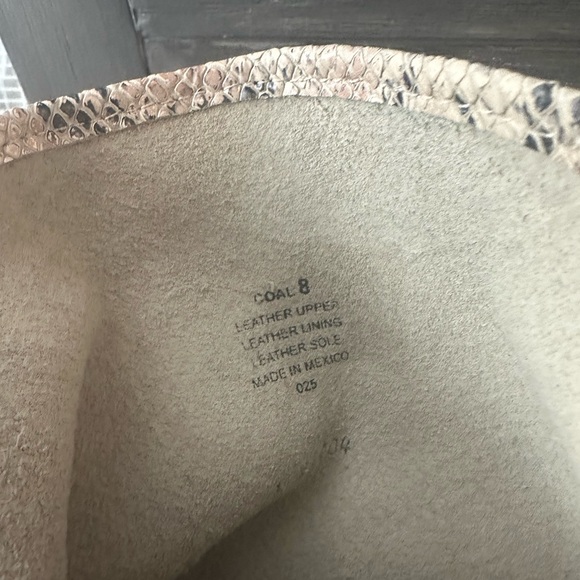 COAL 8
LEATHER UPPER
LEATHER LINING
LEATHER SOLE
MADE IN MEXICO
025